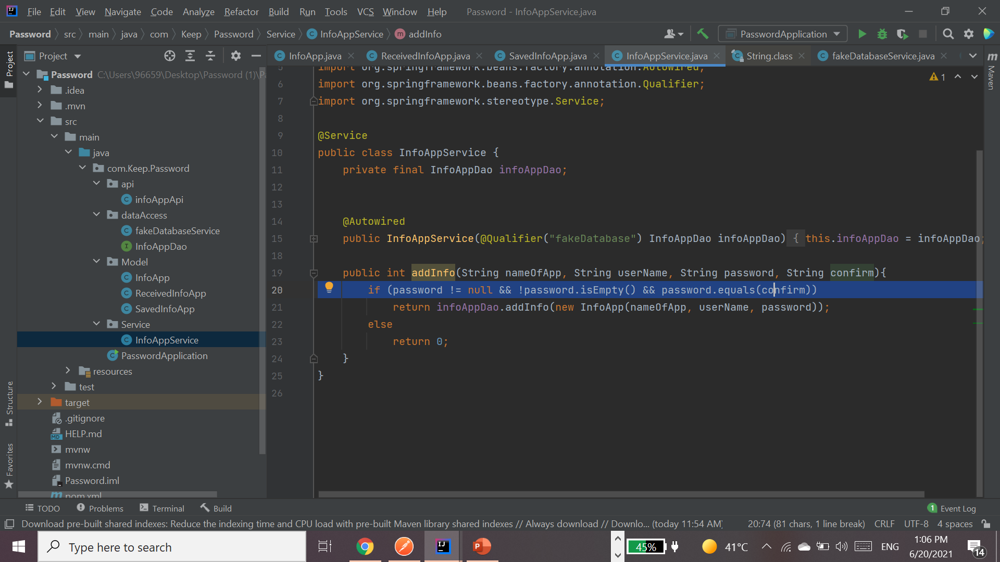 File Edit View Navigate Code Analyze Refactor Build Run Tools VCS Window Help Password - InfoAppService.java
Password src main java com Keep Password Service InfoAppService addInfo PasswordApplication
Project
InfoApp.java ReceivedInfoApp.java SavedInfoApp.java InfoAppService.java String.class fakeDatabaseService.java
Project
Structure
Favorites
Password C:\Users\96659\Desktop\Password (1)\P
.idea
.mvn
src
main
java
com.Keep.Password
api
infoAppApi
dataAccess
fakeDatabaseService
InfoAppDao
Model
InfoApp
ReceivedInfoApp
SavedInfoApp
Service
InfoAppService
PasswordApplication
resources
test
target
.gitignore
HELP.md
mvnw
mvnw.cmd
Password.iml
pom.xml
5 import org.springframework.beans.factory.annotation.Autowired;
6 import org.springframework.beans.factory.annotation.Qualifier;
7 import org.springframework.stereotype.Service;
8
9 @Service
10 public class InfoAppService {
11 private final InfoAppDao infoAppDao;
12
13
14 @Autowired
15 public InfoAppService(@Qualifier("fakeDatabase") InfoAppDao infoAppDao) { this.infoAppDao = infoAppDao;
18
19 public int addInfo(String nameOfApp, String userName, String password, String confirm){
20 if (password != null && !password.isEmpty() && password.equals(confirm))
21 return infoAppDao.addInfo(new InfoApp(nameOfApp, userName, password));
22 else
23 return 0;
24 }
25 }
26
1
m Maven
TODO Problems Terminal Build 1 Event Log
Download pre-built shared indexes: Reduce the indexing time and CPU load with pre-built Maven library shared indexes // Always download // Downlo... (today 11:54 AM) 20:74 (81 chars, 1 line break) CRLF UTF-8 4 spaces
Type here to search
45%
41°C
ENG
1:06 PM
6/20/2021
14